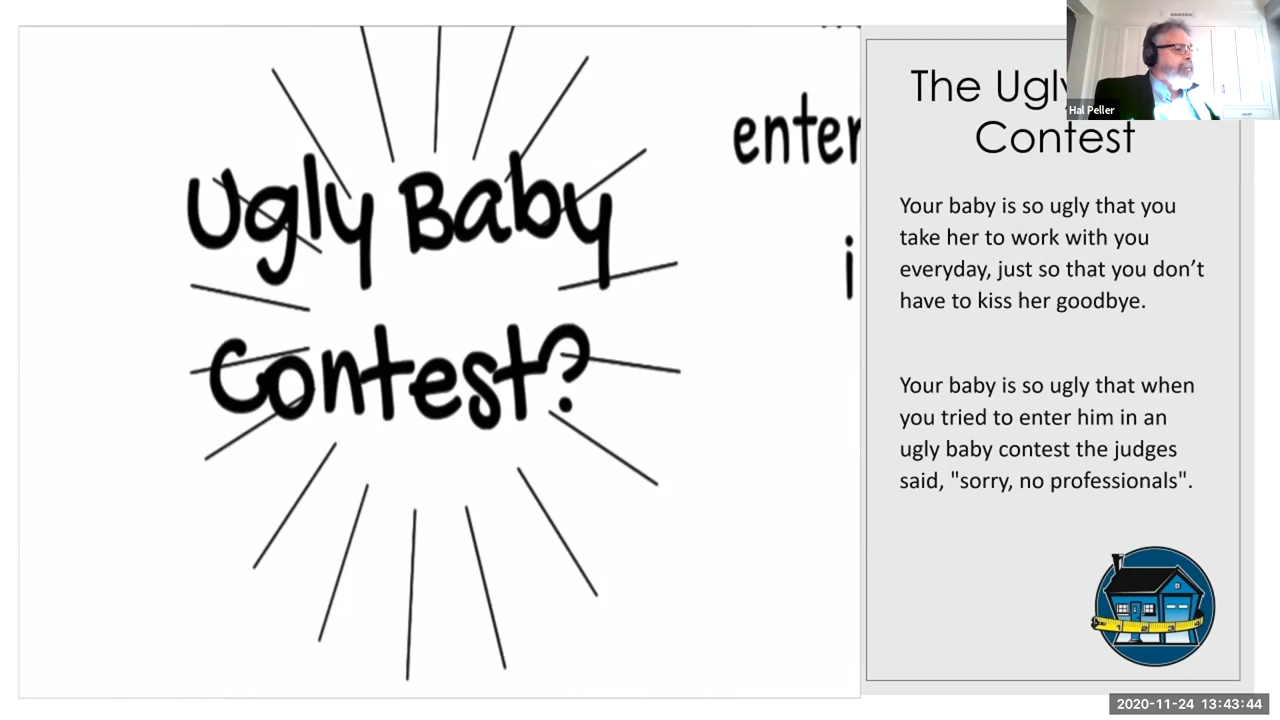 Ugly Baby
Contest?
enter
i
The Ugly
Contest
Your baby is so ugly that you
take her to work with you
everyday, just so that you don’t
have to kiss her goodbye.
Your baby is so ugly that when
you tried to enter him in an
ugly baby contest the judges
said, "sorry, no professionals".
Hal Peller
1 2 3
2020-11-24 13:43:44